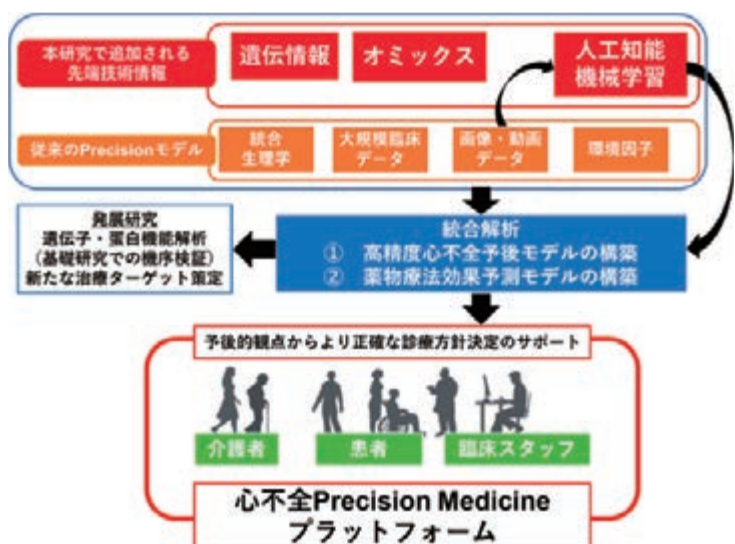 本研究で追加される
先端技術情報
遺伝情報
オミックス
人工知能
機械学習
従来のPrecisionモデル
統合
生理学
大規模臨床
データ
画像・動画
データ
環境因子
発展研究
遺伝子・蛋白機能解析
(基礎研究での機序検証)
新たな治療ターゲット策定
統合解析
① 高精度心不全予後モデルの構築
② 薬物療法効果予測モデルの構築
予後的観点からより正確な診療方針決定のサポート
介護者
患者
臨床スタッフ
心不全Precision Medicine
プラットフォーム